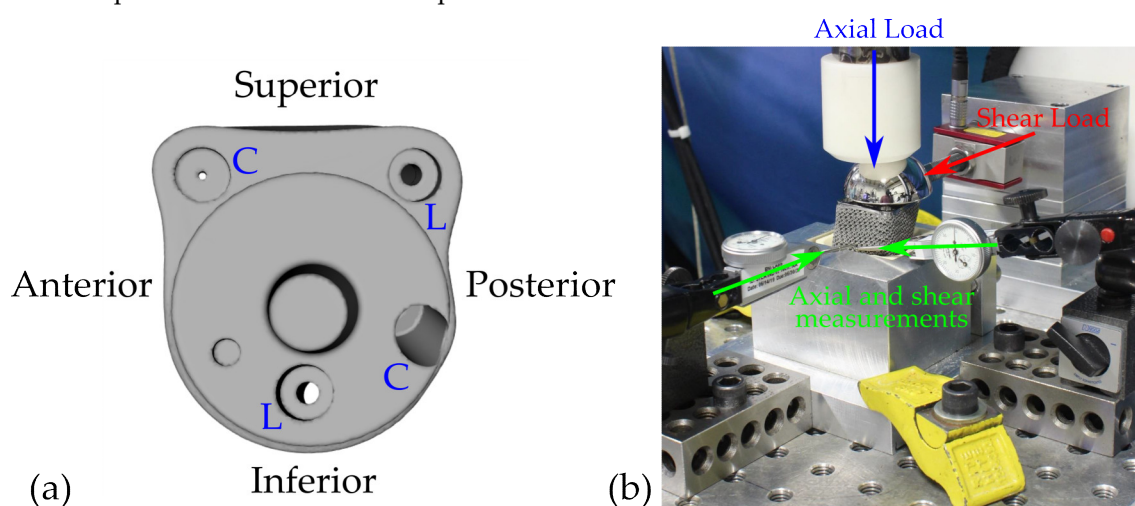 Superior
C
L
Anterior
Posterior
C
L
Inferior
(a)
Axial Load
Shear Load
Axial and shear
measurements
(b)